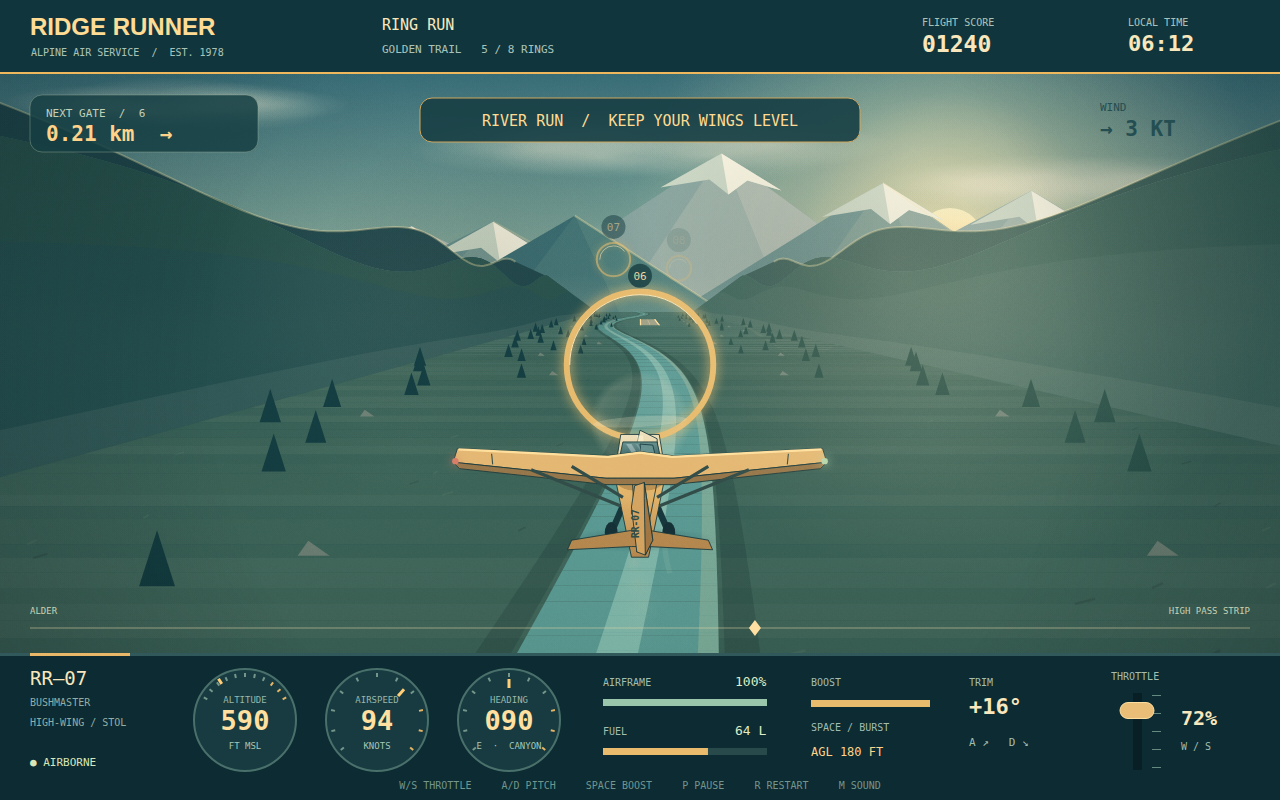 RIDGE RUNNER
ALPINE AIR SERVICE / EST. 1978
RING RUN
GOLDEN TRAIL 5 / 8 RINGS
FLIGHT SCORE
01240
LOCAL TIME
06:12
NEXT GATE / 6
0.21 km →
RIVER RUN / KEEP YOUR WINGS LEVEL
WIND
→ 3 KT
07
06
RR-07
ALDER
HIGH PASS STRIP
RR—07
BUSHMASTER
HIGH-WING / STOL
● AIRBORNE
ALTITUDE
590
FT MSL
AIRSPEED
94
KNOTS
HEADING
090
E · CANYON
AIRFRAME 100%
FUEL 64 L
BOOST
SPACE / BURST
AGL 180 FT
TRIM
+16°
A ↗ D ↘
THROTTLE
72%
W / S
W/S THROTTLE A/D PITCH SPACE BOOST P PAUSE R RESTART M SOUND